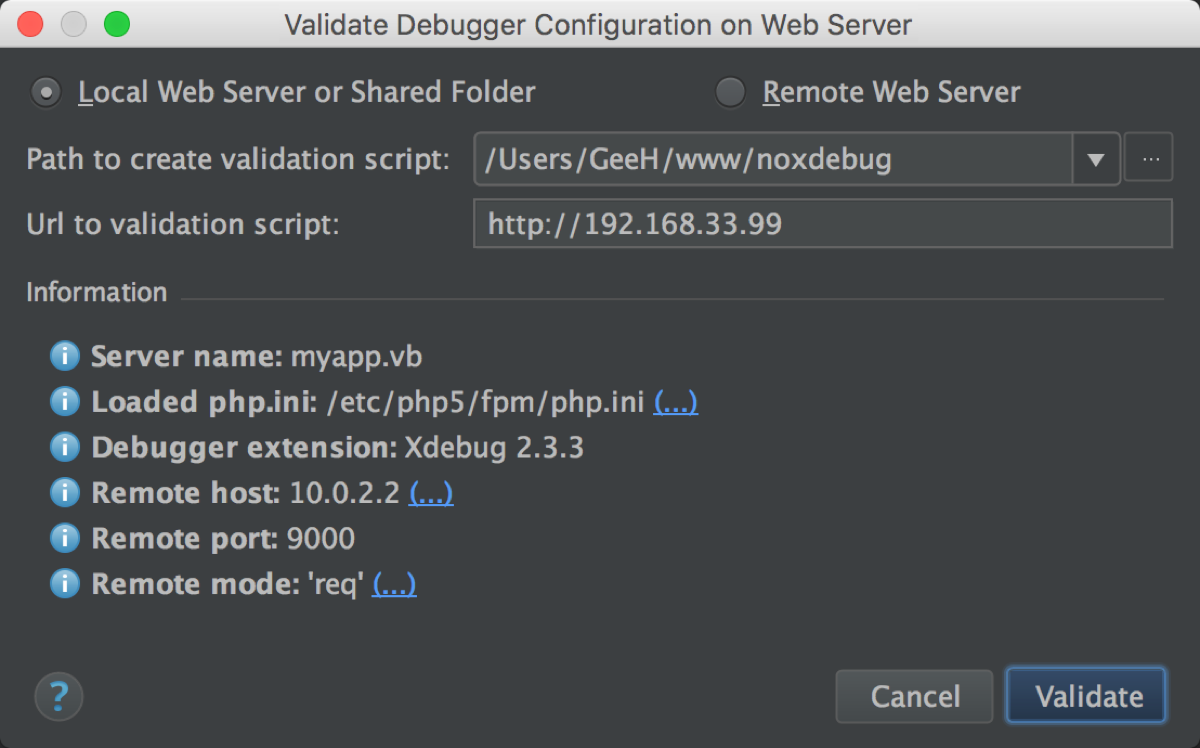 Validate Debugger Configuration on Web Server
Local Web Server or Shared Folder Remote Web Server
Path to create validation script: /Users/GeeH/www/noxdebug ...
Url to validation script: http://192.168.33.99
Information
Server name: myapp.vb
Loaded php.ini: /etc/php5/fpm/php.ini (...)
Debugger extension: Xdebug 2.3.3
Remote host: 10.0.2.2 (...)
Remote port: 9000
Remote mode: 'req' (...)
? Cancel Validate